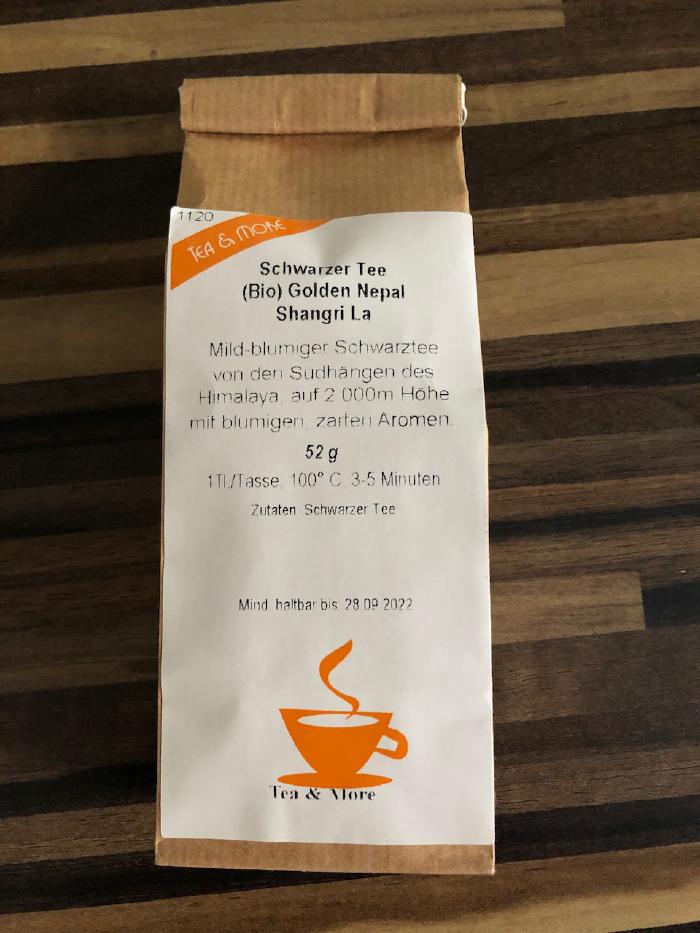 1120
TEA & MORE
Schwarzer Tee
(Bio) Golden Nepal
Shangri La
Mild-blumiger Schwarztee
von den Südhängen des
Himalaya, auf 2.000m Höhe
mit blumigen, zarten Aromen.
52 g
1TL/Tasse, 100° C, 3-5 Minuten
Zutaten: Schwarzer Tee
Mind. haltbar bis: 28.09.2022
Tea & More